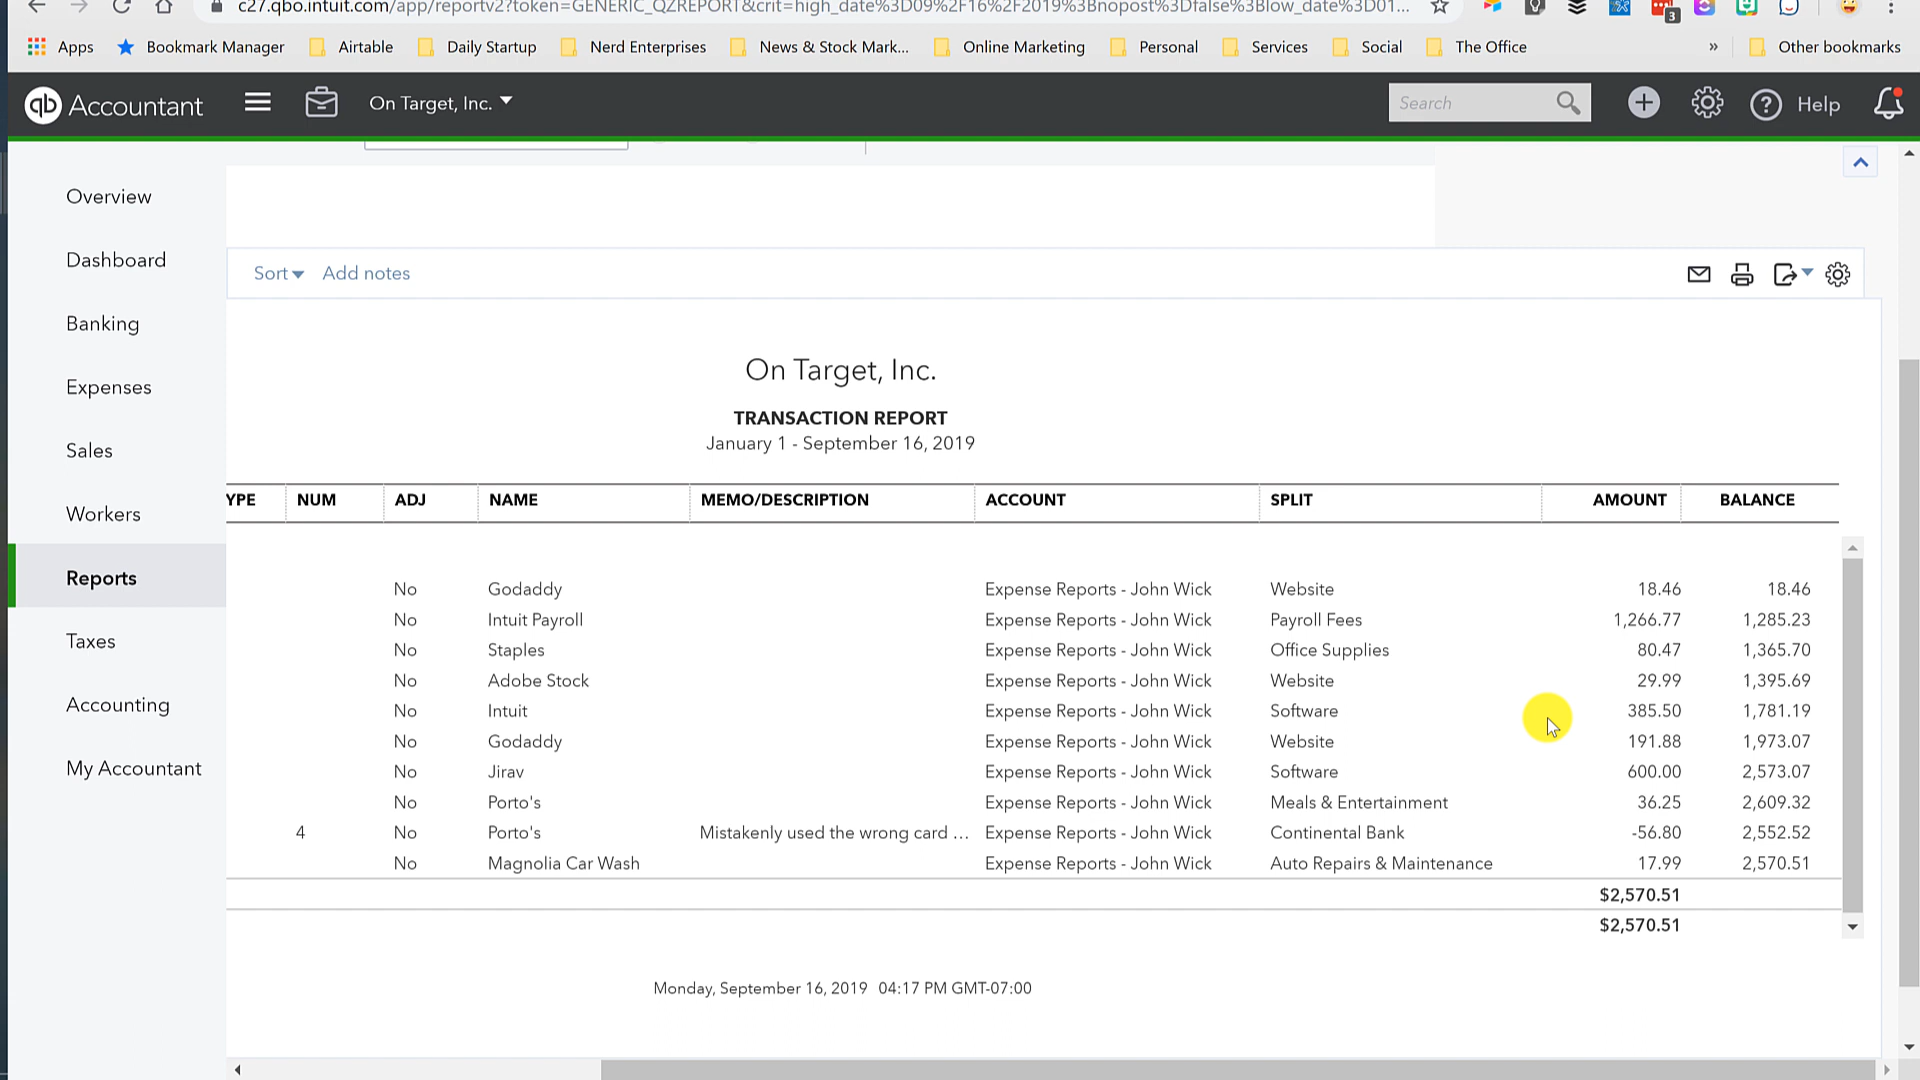 c27.qbo.intuit.com/app/reportv2?token=GENERIC_QZREPORT&crit=high_date%3D09%2F16%2F2019%3Bnopost%3Dfalse%3Blow_date%3D01...
3
Apps Bookmark Manager Airtable Daily Startup Nerd Enterprises News & Stock Mark... Online Marketing Personal Services Social The Office » Other bookmarks
qb Accountant On Target, Inc. Search ? Help
Overview
Dashboard
Banking
Expenses
Sales
Workers
Reports
Taxes
Accounting
My Accountant
Sort Add notes
On Target, Inc.
TRANSACTION REPORT
January 1 - September 16, 2019
YPE NUM ADJ NAME MEMO/DESCRIPTION ACCOUNT SPLIT AMOUNT BALANCE
No Godaddy Expense Reports - John Wick Website 18.46 18.46
No Intuit Payroll Expense Reports - John Wick Payroll Fees 1,266.77 1,285.23
No Staples Expense Reports - John Wick Office Supplies 80.47 1,365.70
No Adobe Stock Expense Reports - John Wick Website 29.99 1,395.69
No Intuit Expense Reports - John Wick Software 385.50 1,781.19
No Godaddy Expense Reports - John Wick Website 191.88 1,973.07
No Jirav Expense Reports - John Wick Software 600.00 2,573.07
No Porto's Expense Reports - John Wick Meals & Entertainment 36.25 2,609.32
4 No Porto's Mistakenly used the wrong card ... Expense Reports - John Wick Continental Bank -56.80 2,552.52
No Magnolia Car Wash Expense Reports - John Wick Auto Repairs & Maintenance 17.99 2,570.51
$2,570.51
$2,570.51
Monday, September 16, 2019 04:17 PM GMT-07:00